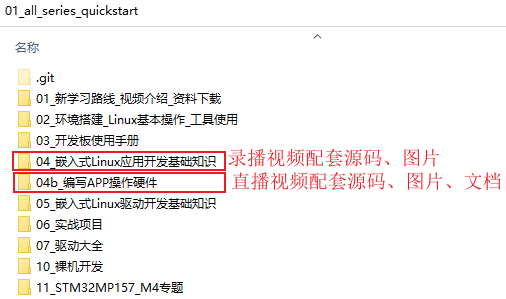 01_all_series_quickstart
名称
.git
01_新学习路线_视频介绍_资料下载
02_环境搭建_Linux基本操作_工具使用
03_开发板使用手册
04_嵌入式Linux应用开发基础知识 录播视频配套源码、图片
04b_编写APP操作硬件 直播视频配套源码、图片、文档
05_嵌入式Linux驱动开发基础知识
06_实战项目
07_驱动大全
10_裸机开发
11_STM32MP157_M4专题